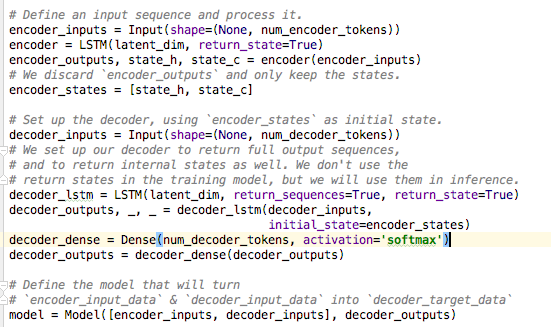 # Define an input sequence and process it.
encoder_inputs = Input(shape=(None, num_encoder_tokens))
encoder = LSTM(latent_dim, return_state=True)
encoder_outputs, state_h, state_c = encoder(encoder_inputs)
# We discard `encoder_outputs` and only keep the states.
encoder_states = [state_h, state_c]

# Set up the decoder, using `encoder_states` as initial state.
decoder_inputs = Input(shape=(None, num_decoder_tokens))
# We set up our decoder to return full output sequences,
# and to return internal states as well. We don't use the
# return states in the training model, but we will use them in inference.
decoder_lstm = LSTM(latent_dim, return_sequences=True, return_state=True)
decoder_outputs, _, _ = decoder_lstm(decoder_inputs,
                                     initial_state=encoder_states)
decoder_dense = Dense(num_decoder_tokens, activation='softmax')
decoder_outputs = decoder_dense(decoder_outputs)

# Define the model that will turn
# `encoder_input_data` & `decoder_input_data` into `decoder_target_data`
model = Model([encoder_inputs, decoder_inputs], decoder_outputs)